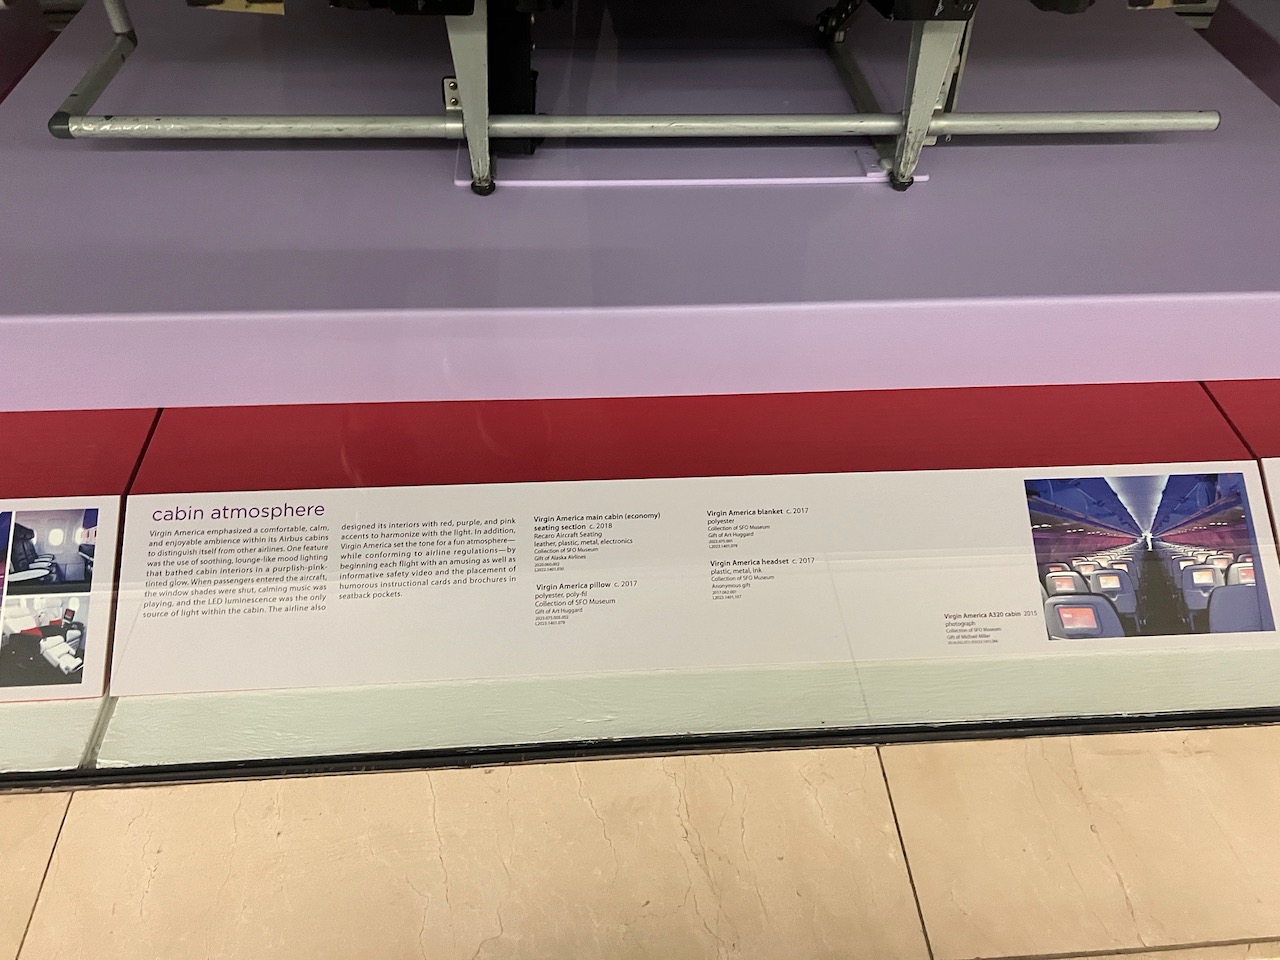 cabin atmosphere
Virgin America emphasized a comfortable, calm,
and enjoyable ambience within its Airbus cabins
to distinguish itself from other airlines. One feature
was the use of soothing, lounge-like mood lighting
that bathed cabin interiors in a purplish-pink-
tinted glow. When passengers entered the aircraft,
the window shades were shut, calming music was
playing, and the LED luminescence was the only
source of light within the cabin. The airline also
designed its interiors with red, purple, and pink
accents to harmonize with the light. In addition,
Virgin America set the tone for a fun atmosphere—
while conforming to airline regulations—by
beginning each flight with an amusing as well as
informative safety video and the placement of
humorous instructional cards and brochures in
seatback pockets.
Virgin America main cabin (economy)
seating section c. 2018
Recaro Aircraft Seating
leather, plastic, metal, electronics
Collection of SFO Museum
Gift of Alaska Airlines
Virgin America pillow c. 2017
polyester, poly-fil
Collection of SFO Museum
Gift of Art Huggard
Virgin America blanket c. 2017
polyester
Collection of SFO Museum
Gift of Art Huggard
Virgin America headset c. 2017
plastic, metal, ink
Collection of SFO Museum
Anonymous gift
Virgin America A320 cabin 2015
photograph
Collection of SFO Museum
Gift of Michael Miller